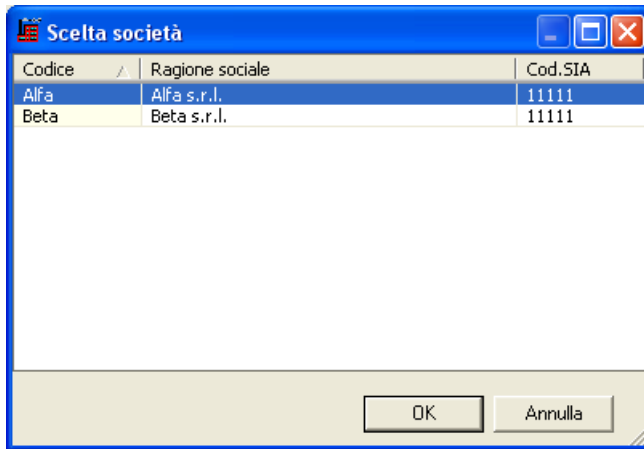 Scelta società
Codice Ragione sociale Cod.SIA
Alfa Alfa s.r.l. 11111
Beta Beta s.r.l. 11111
OK Annulla